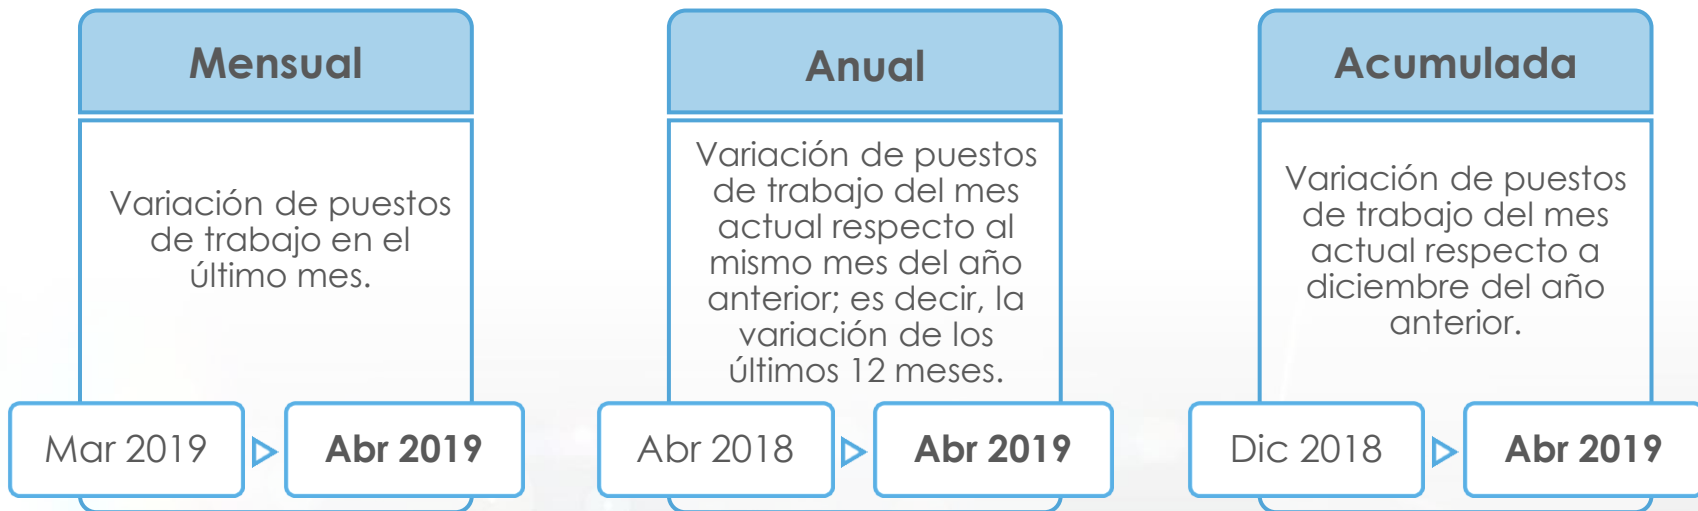 Mensual
Variación de puestos
de trabajo en el
último mes.
Mar 2019
Abr 2019
Anual
Variación de puestos
de trabajo del mes
actual respecto al
mismo mes del año
anterior; es decir, la
variación de los
últimos 12 meses.
Abr 2018
Abr 2019
Acumulada
Variación de puestos
de trabajo del mes
actual respecto a
diciembre del año
anterior.
Dic 2018
Abr 2019